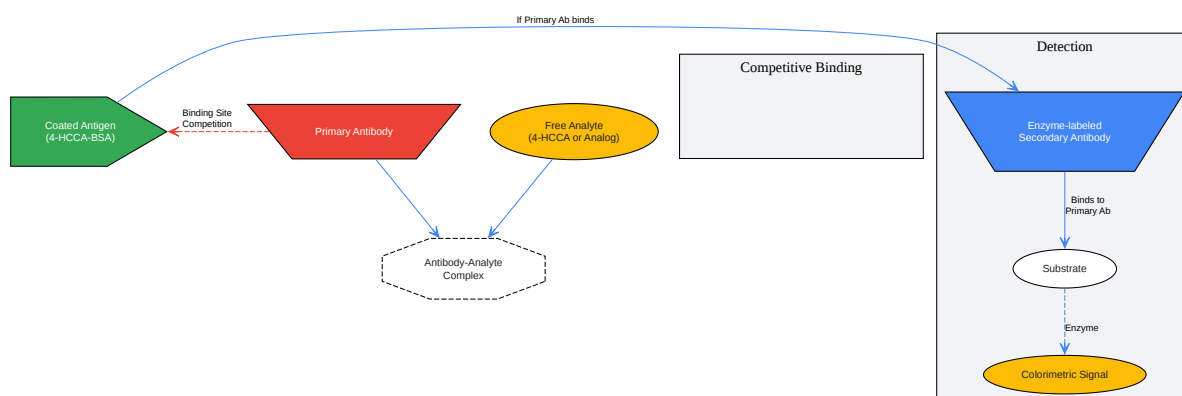 If Primary Ab binds
Detection
Competitive Binding
Coated Antigen
(4-HCCA-BSA)
Binding Site
Competition
Primary Antibody
Free Analyte
(4-HCCA or Analog)
Enzyme-labeled
Secondary Antibody
Binds to
Primary Ab
Antibody-Analyte
Complex
Substrate
Enzyme
Colorimetric Signal